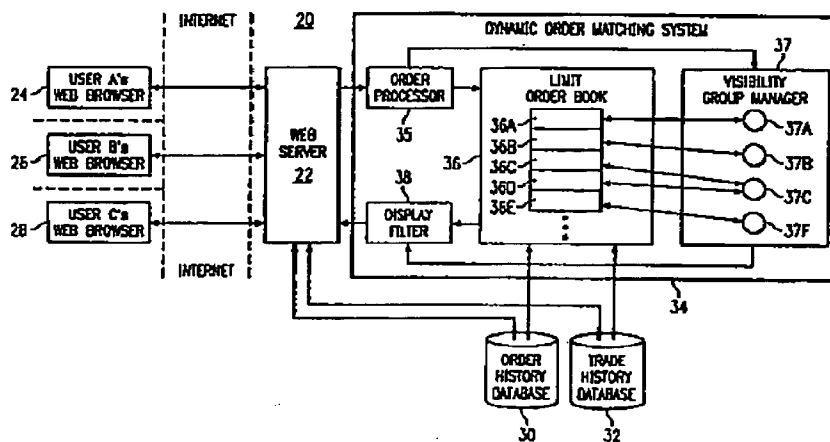 INTERNET
20
DYNAMIC ORDER MATCHING SYSTEM
37
24
USER A's
WEB BROWSER
26
USER B's
WEB BROWSER
28
USER C's
WEB BROWSER
INTERNET
WEB
SERVER
22
ORDER
PROCESSOR
35
38
DISPLAY
FILTER
LIMIT
ORDER BOOK
36
36A
36B
36C
36D
36E
VISIBILITY
GROUP MANAGER
37A
37B
37C
37F
34
ORDER
HISTORY
DATABASE
30
TRADE
HISTORY
DATABASE
32